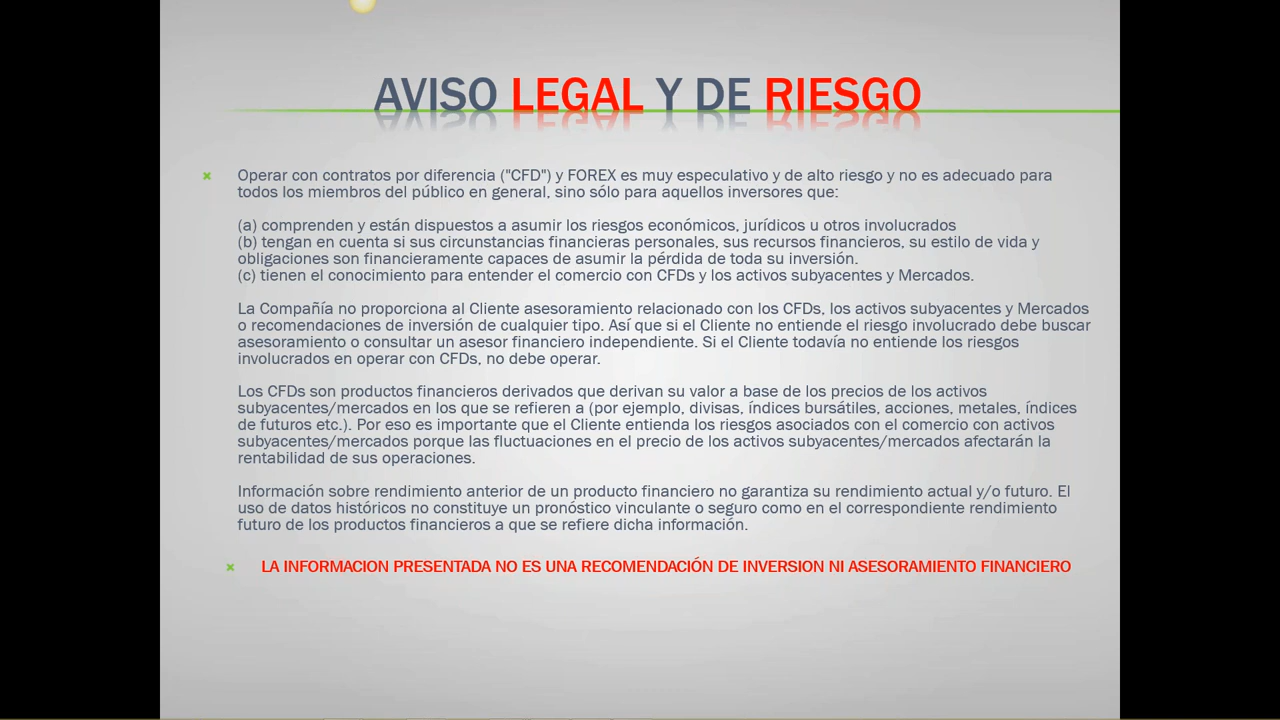 AVISO LEGAL Y DE RIESGO
Operar con contratos por diferencia ("CFD") y FOREX es muy especulativo y de alto riesgo y no es adecuado para
todos los miembros del público en general, sino sólo para aquellos inversores que:
(a) comprenden y están dispuestos a asumir los riesgos económicos, jurídicos u otros involucrados
(b) tengan en cuenta si sus circunstancias financieras personales, sus recursos financieros, su estilo de vida y
obligaciones son financieramente capaces de asumir la pérdida de toda su inversión.
(c) tienen el conocimiento para entender el comercio con CFDs y los activos subyacentes y Mercados.
La Compañía no proporciona al Cliente asesoramiento relacionado con los CFDs, los activos subyacentes y Mercados
o recomendaciones de inversión de cualquier tipo. Así que si el Cliente no entiende el riesgo involucrado debe buscar
asesoramiento o consultar un asesor financiero independiente. Si el Cliente todavía no entiende los riesgos
involucrados en operar con CFDs, no debe operar.
Los CFDs son productos financieros derivados que derivan su valor a base de los precios de los activos
subyacentes/mercados en los que se refieren a (por ejemplo, divisas, índices bursátiles, acciones, metales, índices
de futuros etc.). Por eso es importante que el Cliente entienda los riesgos asociados con el comercio con activos
subyacentes/mercados porque las fluctuaciones en el precio de los activos subyacentes/mercados afectarán la
rentabilidad de sus operaciones.
Información sobre rendimiento anterior de un producto financiero no garantiza su rendimiento actual y/o futuro. El
uso de datos históricos no constituye un pronóstico vinculante o seguro como en el correspondiente rendimiento
futuro de los productos financieros a que se refiere dicha información.
LA INFORMACION PRESENTADA NO ES UNA RECOMENDACIÓN DE INVERSION NI ASESORAMIENTO FINANCIERO